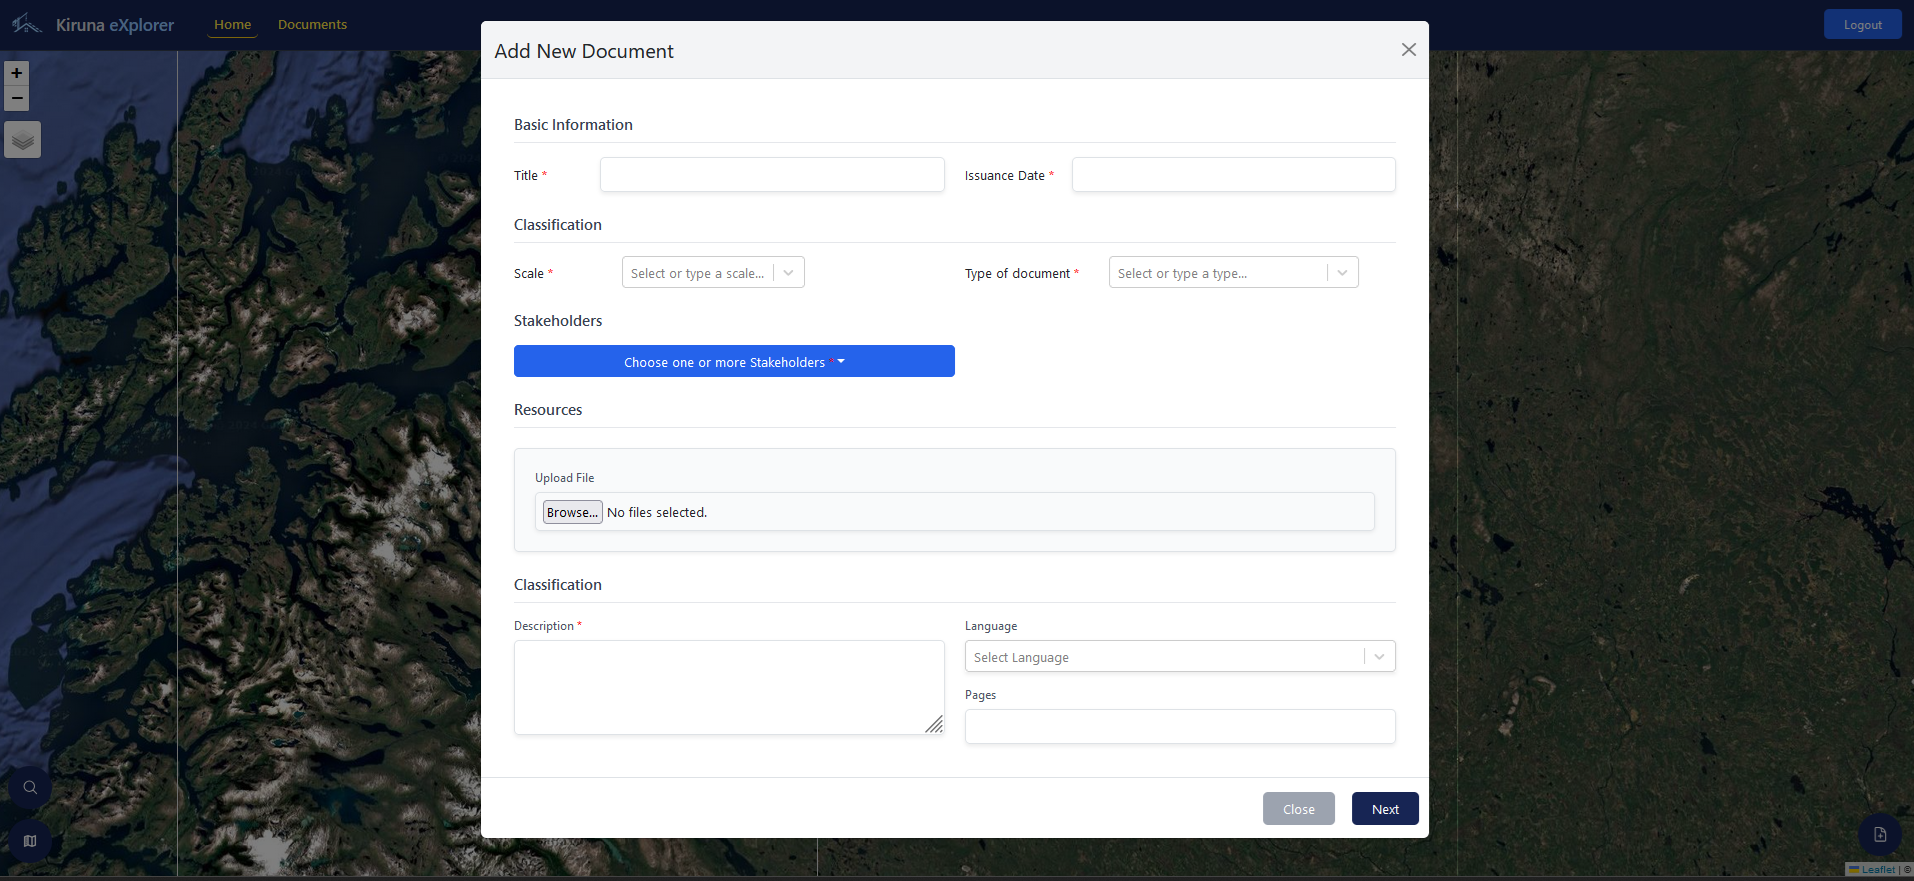 Kiruna eXplorer
Home
Documents
Logout
Add New Document
+
−
Basic Information
Title *
Issuance Date *
Classification
Scale *
Select or type a scale...
Type of document *
Select or type a type...
Stakeholders
Choose one or more Stakeholders *
Resources
Upload File
Browse... No files selected.
Classification
Description *
Language
Select Language
Pages
Close
Next
Leaflet | ©